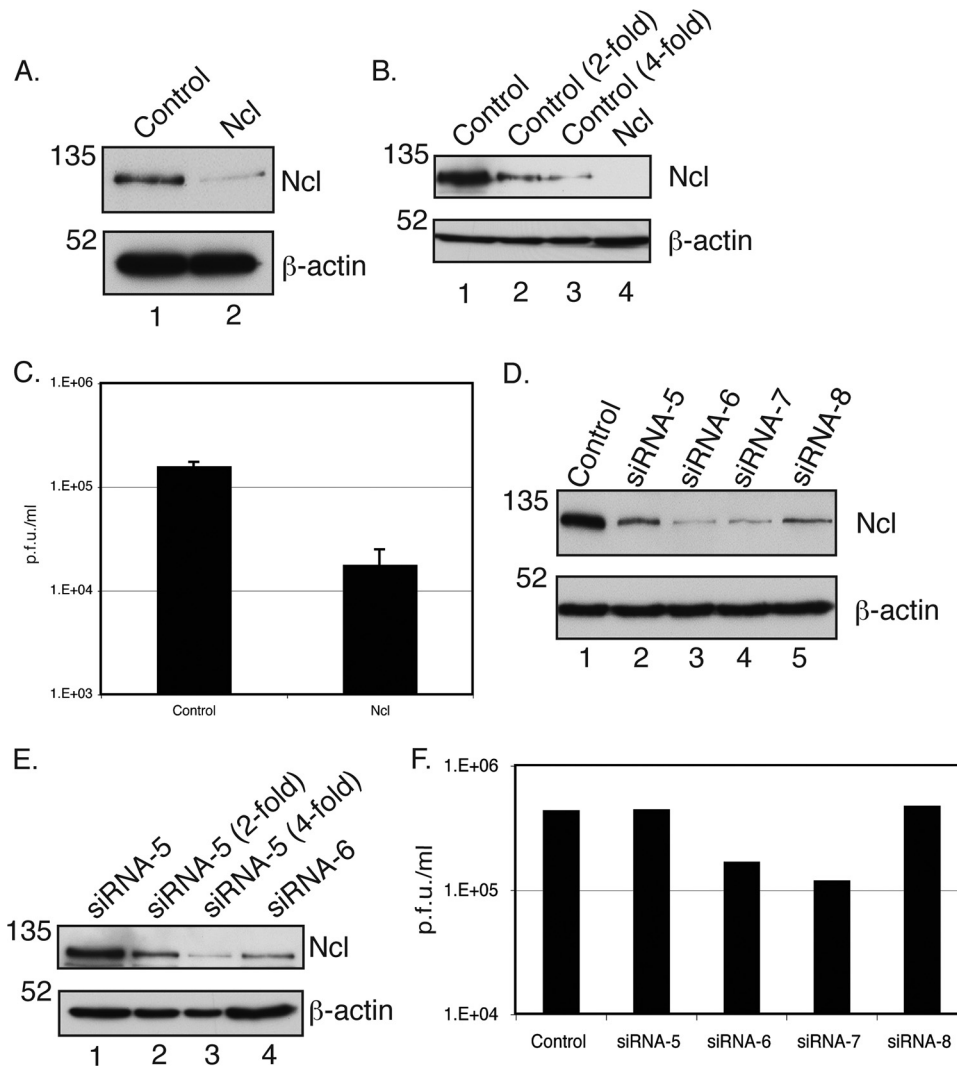 A.
Control
Ncl
135
Ncl
52
β-actin
1 2
B.
Control
Control (2-fold)
Control (4-fold)
Ncl
135
Ncl
52
β-actin
1 2 3 4
C.
1.E+06
1.E+05
1.E+04
1.E+03
p.f.u./ml
Control Ncl
D.
Control
siRNA-5
siRNA-6
siRNA-7
siRNA-8
135
Ncl
52
β-actin
1 2 3 4 5
E.
siRNA-5
siRNA-5 (2-fold)
siRNA-5 (4-fold)
siRNA-6
135
Ncl
52
β-actin
1 2 3 4
F.
1.E+06
1.E+05
1.E+04
p.f.u./ml
Control siRNA-5 siRNA-6 siRNA-7 siRNA-8